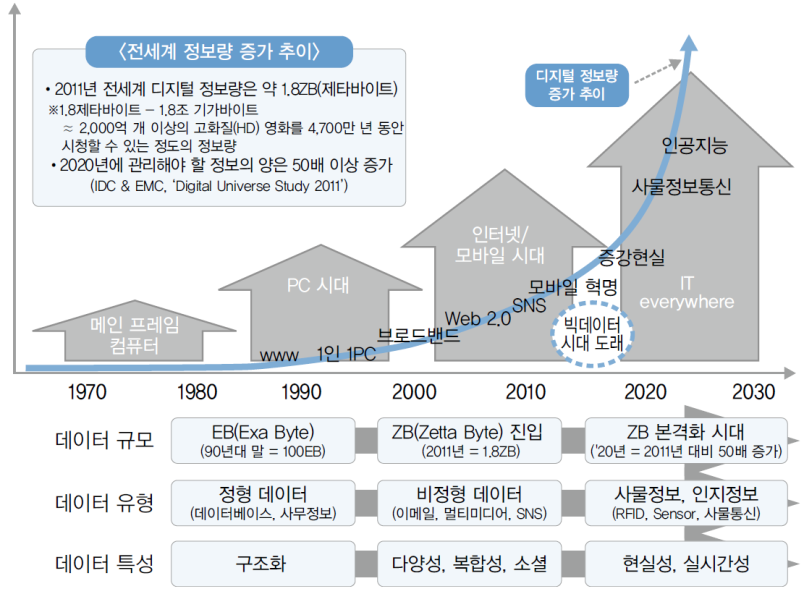 〈전세계 정보량 증가 추이〉
• 2011년 전세계 디지털 정보량은 약 1.8ZB(제타바이트)
※1.8제타바이트 - 1.8조 기가바이트
≈ 2,000억 개 이상의 고화질(HD) 영화를 4,700만 년 동안
시청할 수 있는 정도의 정보량
• 2020년에 관리해야 할 정보의 양은 50배 이상 증가
(IDC & EMC, ‘Digital Universe Study 2011’)
디지털 정보량
증가 추이
인공지능
사물정보통신
증강현실
IT
everywhere
인터넷/
모바일 시대
모바일 혁명
SNS
Web 2.0
빅데이터
시대 도래
PC 시대
브로드밴드
1인 1PC
www
메인 프레임
컴퓨터
1970 1980 1990 2000 2010 2020 2030
데이터 규모
EB(Exa Byte)
(90년대 말 = 100EB)
ZB(Zetta Byte) 진입
(2011년 = 1.8ZB)
ZB 본격화 시대
(’20년 = 2011년 대비 50배 증가)
데이터 유형
정형 데이터
(데이터베이스, 사무정보)
비정형 데이터
(이메일, 멀티미디어, SNS)
사물정보, 인지정보
(RFID, Sensor, 사물통신)
데이터 특성
구조화
다양성, 복합성, 소셜
현실성, 실시간성